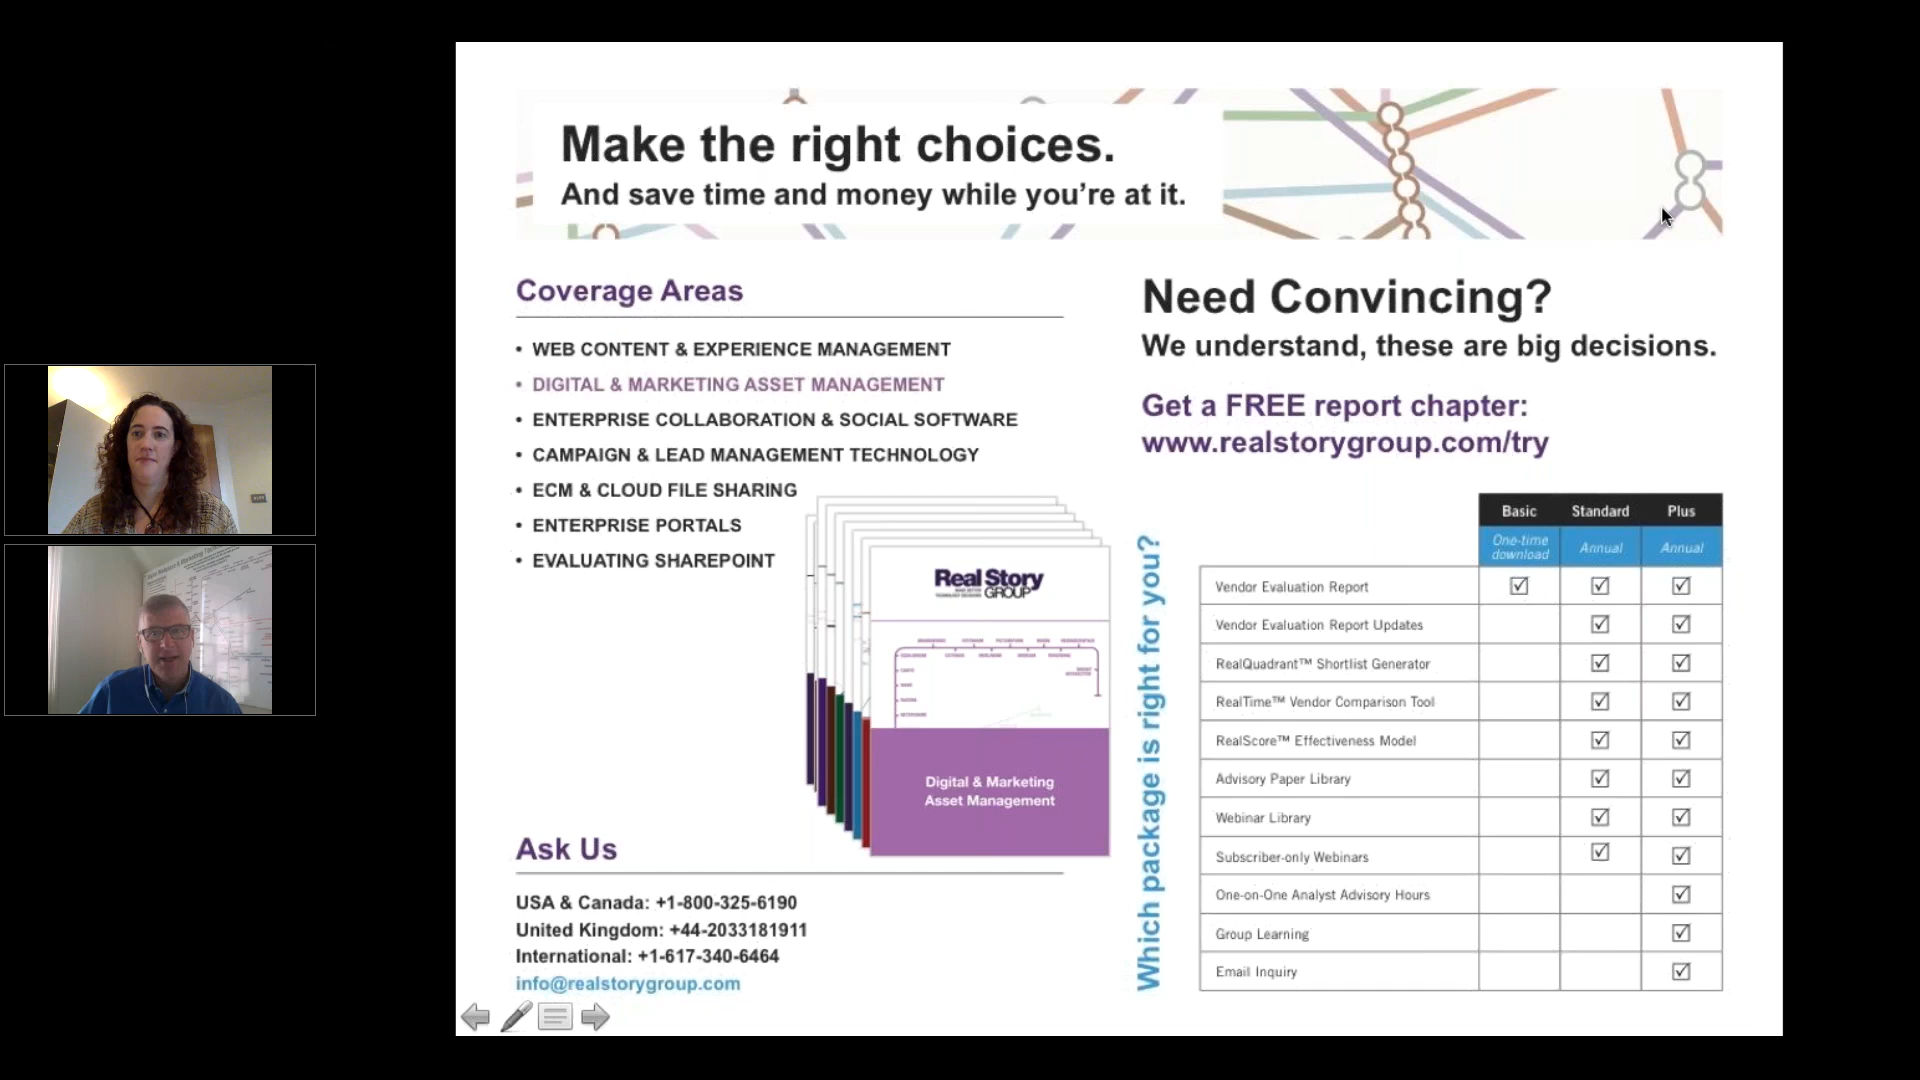 Make the right choices.
And save time and money while you're at it.
Coverage Areas
• WEB CONTENT & EXPERIENCE MANAGEMENT
• DIGITAL & MARKETING ASSET MANAGEMENT
• ENTERPRISE COLLABORATION & SOCIAL SOFTWARE
• CAMPAIGN & LEAD MANAGEMENT TECHNOLOGY
• ECM & CLOUD FILE SHARING
• ENTERPRISE PORTALS
• EVALUATING SHAREPOINT
Real Story
GROUP
Digital & Marketing
Asset Management
Ask Us
USA & Canada: +1-800-325-6190
United Kingdom: +44-2033181911
International: +1-617-340-6464
info@realstorygroup.com
Need Convincing?
We understand, these are big decisions.
Get a FREE report chapter:
www.realstorygroup.com/try
Which package is right for you?
Basic Standard Plus
One-time download Annual Annual
Vendor Evaluation Report ☑ ☑ ☑
Vendor Evaluation Report Updates ☑ ☑
RealQuadrant™ Shortlist Generator ☑ ☑
RealTime™ Vendor Comparison Tool ☑ ☑
RealScore™ Effectiveness Model ☑ ☑
Advisory Paper Library ☑ ☑
Webinar Library ☑ ☑
Subscriber-only Webinars ☑ ☑
One-on-One Analyst Advisory Hours ☑
Group Learning ☑
Email Inquiry ☑